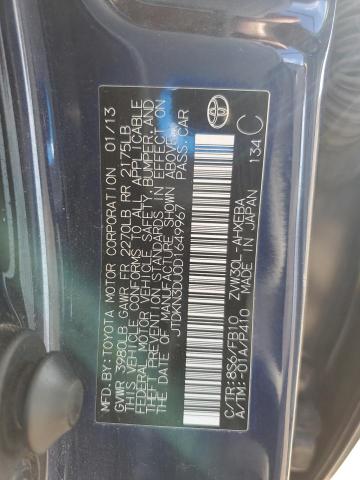 MFD. BY: TOYOTA MOTOR CORPORATION 01/13
GVWR 3980LB GAWR FR 2270LB RR 2175LB
THIS VEHICLE CONFORMS TO ALL APPLICABLE
FEDERAL MOTOR VEHICLE SAFETY, BUMPER, AND
THEFT PREVENTION STANDARDS IN EFFECT ON
THE DATE OF MANUFACTURE SHOWN ABOVE.
JTDKN3DU0D1649967 PASS. CAR
C/TR: 8S6/FB10 ZVW30L-AHXEBA
A/TM: -01A/P410 MADE IN JAPAN
134 C